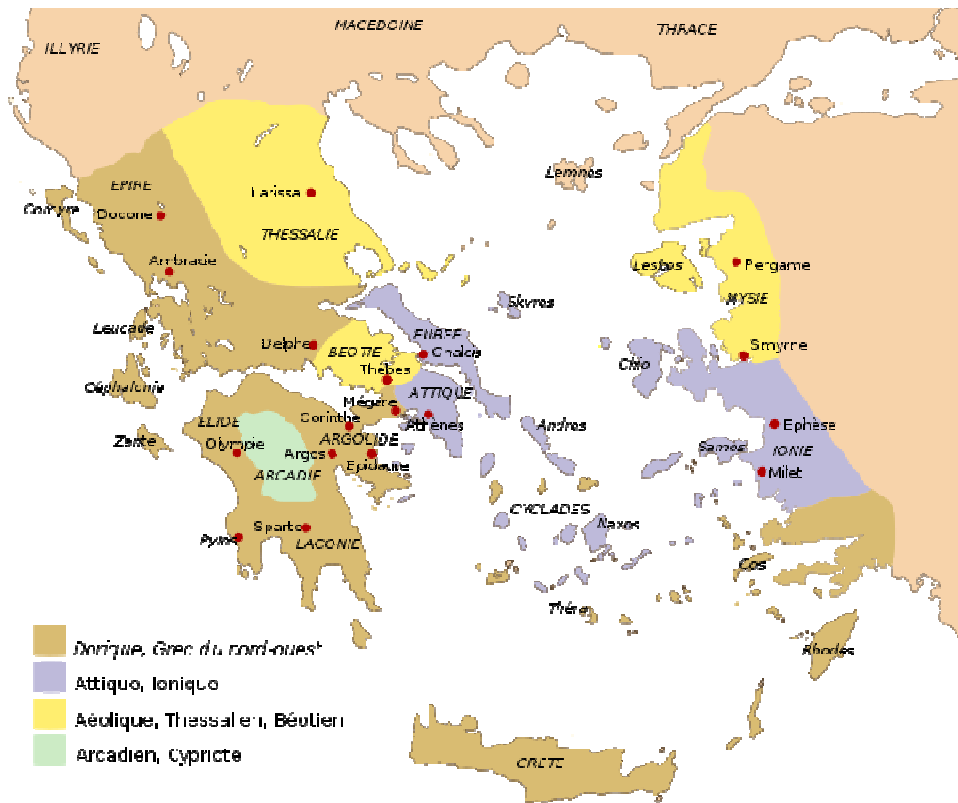 MACEDOINE
THRACE
ILLYRIE
Lemnos
EPIRE
Larissa
Corcyre
Dodone
THESSALIE
Ambracie
Lesbos
Pergame
MYSIE
Skyros
Leucade
EUBEE
Delphes
BEOTIE
Chalcis
Smyrne
Thèbes
Chio
Céphalonie
ATTIQUE
Mégare
Corinthe
Athènes
Andros
Ephèse
ELIDE
Zante
Olympie
ARGOLIDE
Samos
IONIE
Argos
Epidaure
ARCADIE
Milet
CYCLADES
Naxos
Sparte
LACONIE
Cos
Théra
Rhodes
Dorique, Grec du nord-ouest
Attique, Ionique
Aéolique, Thessalien, Béotien
Arcadien, Cypriote
CRETE